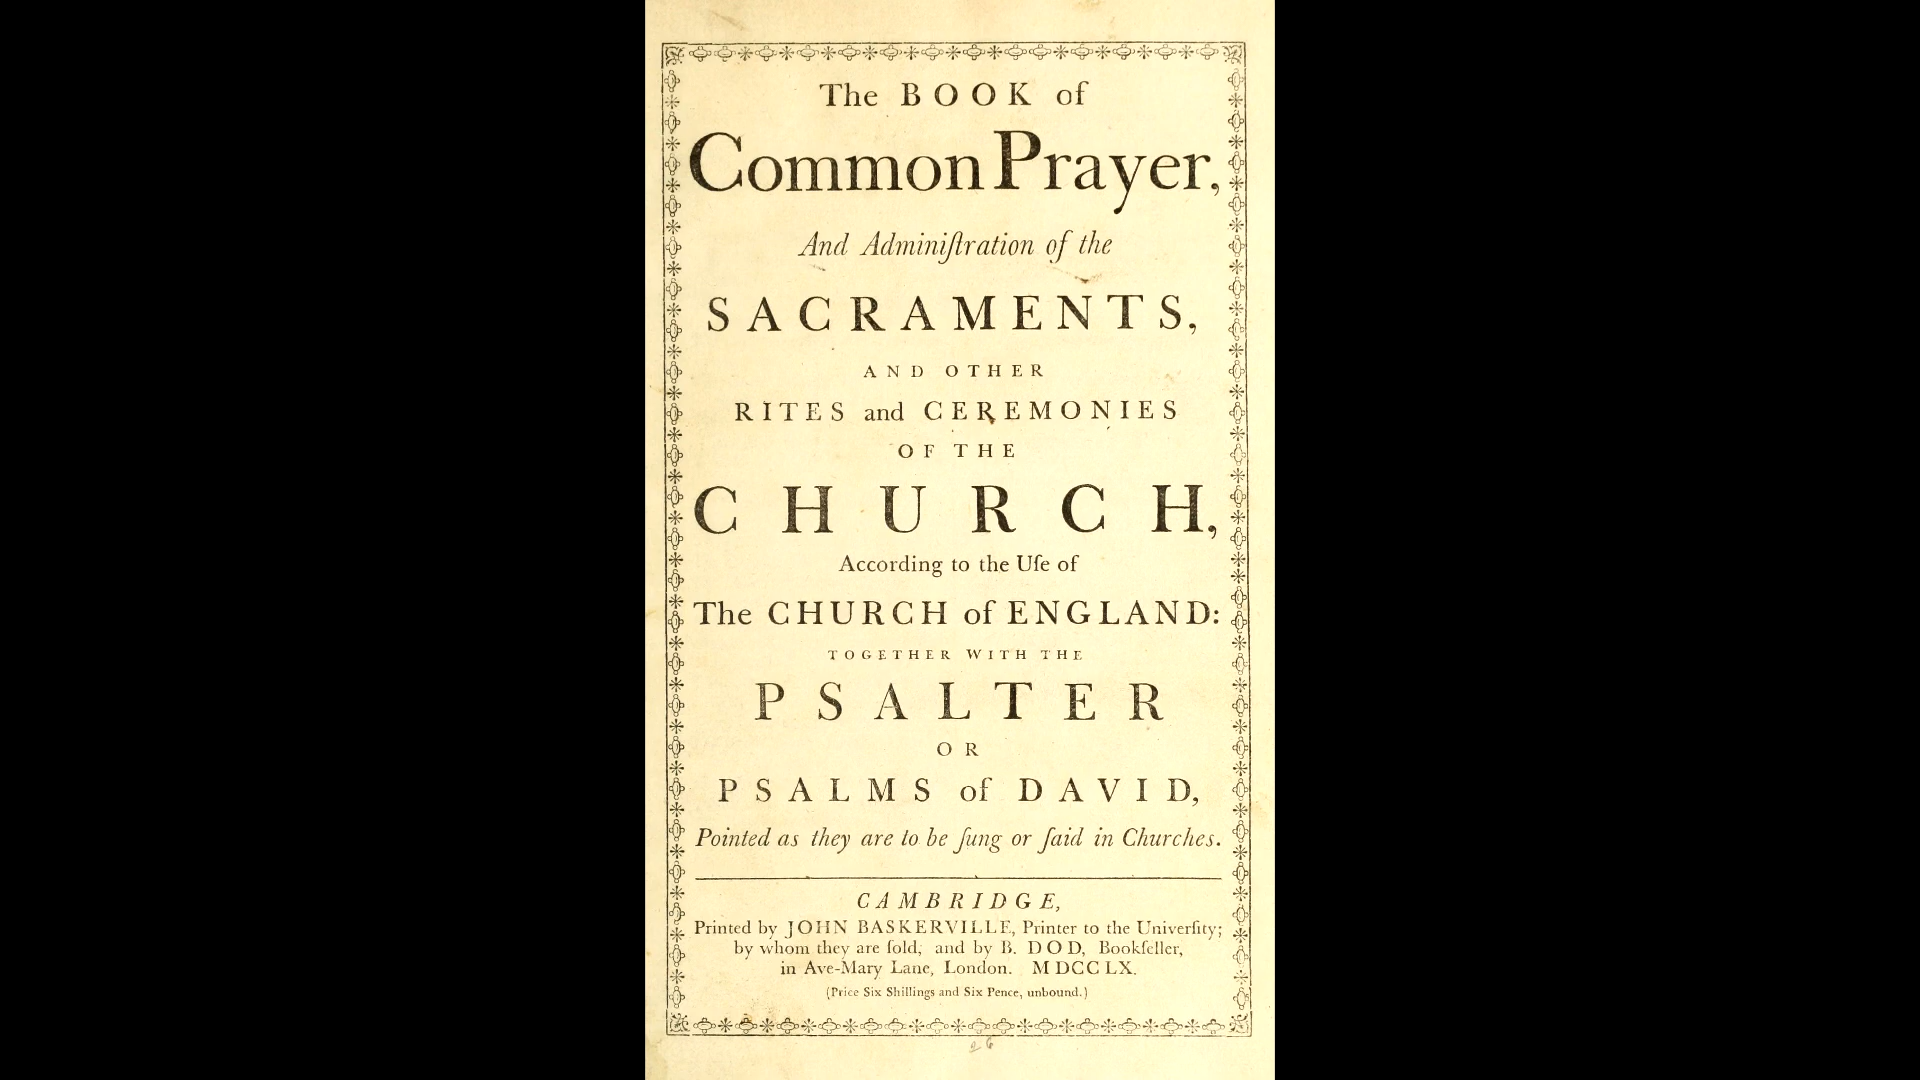 The BOOK of
Common Prayer,
And Adminiſtration of the
SACRAMENTS,
AND OTHER
RITES and CEREMONIES
OF THE
CHURCH,
According to the Uſe of
The CHURCH of ENGLAND:
TOGETHER WITH THE
PSALTER
OR
PSALMS of DAVID,
Pointed as they are to be ſung or ſaid in Churches.
CAMBRIDGE,
Printed by JOHN BASKERVILLE, Printer to the Univerſity;
by whom they are ſold, and by B. DOD, Bookſeller,
in Ave-Mary Lane, London. MDCCLX.
(Price Six Shillings and Six Pence, unbound.)